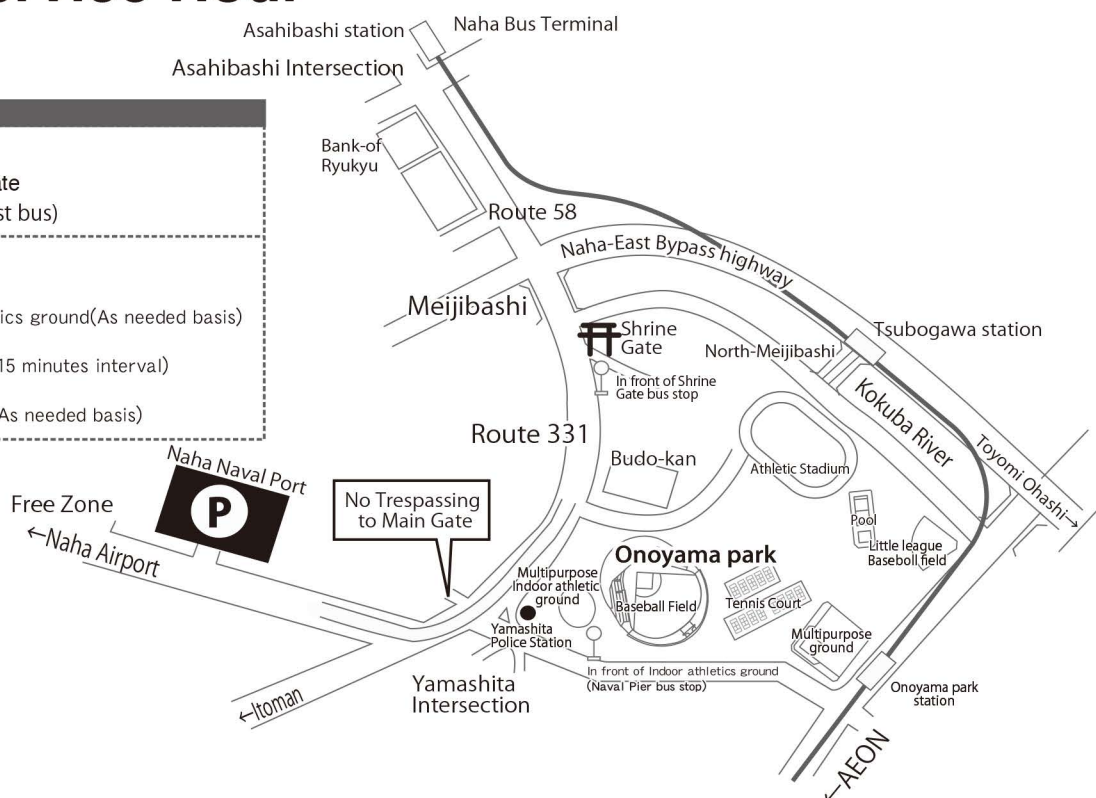 Asahibashi station
Naha Bus Terminal
Asahibashi Intersection
Bank-of
Ryukyu
st bus)
Route 58
Naha-East Bypass highway
Meijibashi
ics ground(As needed basis)
15 minutes interval)
As needed basis)
Shrine
Gate
Tsubogawa station
North-Meijibashi
In front of Shrine
Gate bus stop
Kokuba River
Route 331
Budo-kan
Athletic Stadium
Toyomi Ohashi→
Naha Naval Port
P
Free Zone
←Naha Airport
No Trespassing
to Main Gate
Pool
Little league
Baseboll field
Onoyama park
Multipurpose
Indoor athletic
ground
Baseball Field
Tennis Court
Yamashita
Police Station
Multipurpose
ground
In front of Indoor athletics ground
(Naval Pier bus stop)
Onoyama park
station
Yamashita
Intersection
←Itoman
←AEON